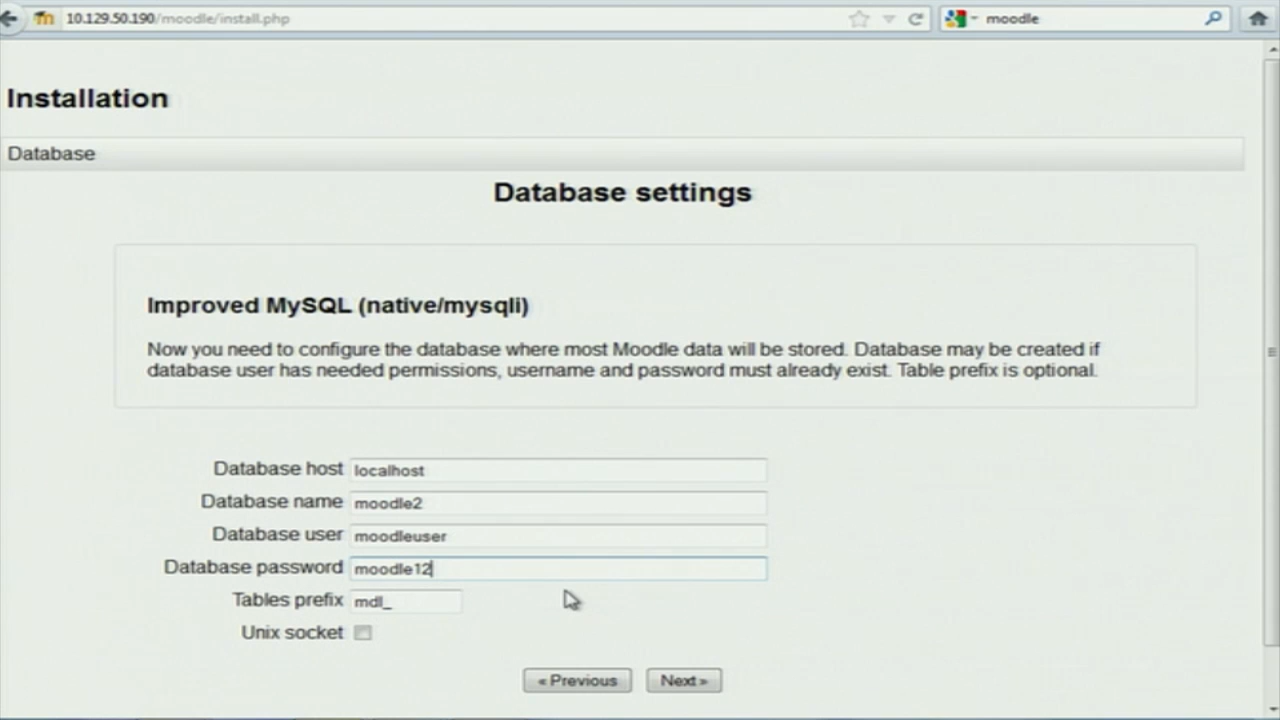 10.129.50.190/moodle/install.php
moodle
Installation
Database
Database settings
Improved MySQL (native/mysqli)
Now you need to configure the database where most Moodle data will be stored. Database may be created if
database user has needed permissions, username and password must already exist. Table prefix is optional.
Database host localhost
Database name moodle2
Database user moodleuser
Database password moodle12
Tables prefix mdl_
Unix socket
« Previous Next »